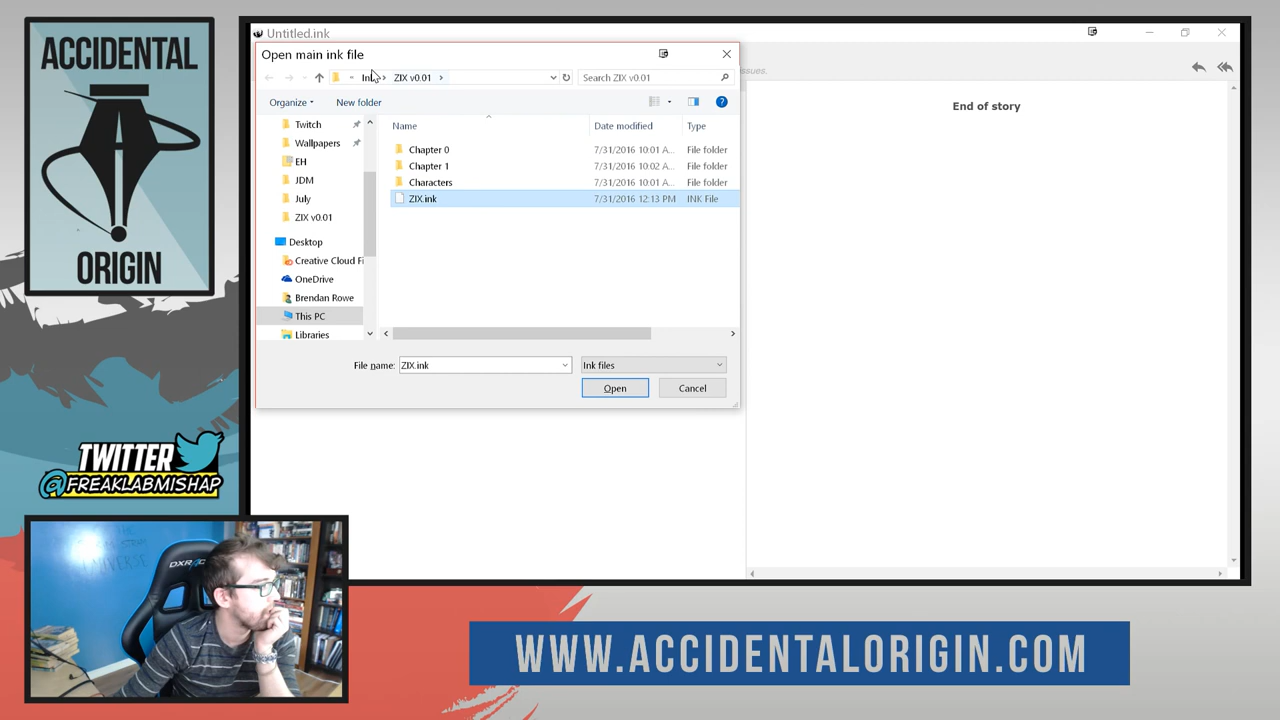 ACCIDENTAL
ORIGIN
Untitled.ink
Open main ink file
ZIX v0.01
Search ZIX v0.01
issues.
Organize
New folder
End of story
Name
Date modified
Type
Twitch
Wallpapers
EH
JDM
July
ZIX v0.01
Desktop
Creative Cloud Fi
OneDrive
Brendan Rowe
This PC
Libraries
Chapter 0
7/31/2016 10:01 A...
File folder
Chapter 1
7/31/2016 10:02 A...
File folder
Characters
7/31/2016 10:01 A...
File folder
ZIX.ink
7/31/2016 12:13 PM
INK File
File name:
ZIX.ink
Ink files
Open
Cancel
TWITTER
@FREAKLABMISHAP
WWW.ACCIDENTALORIGIN.COM